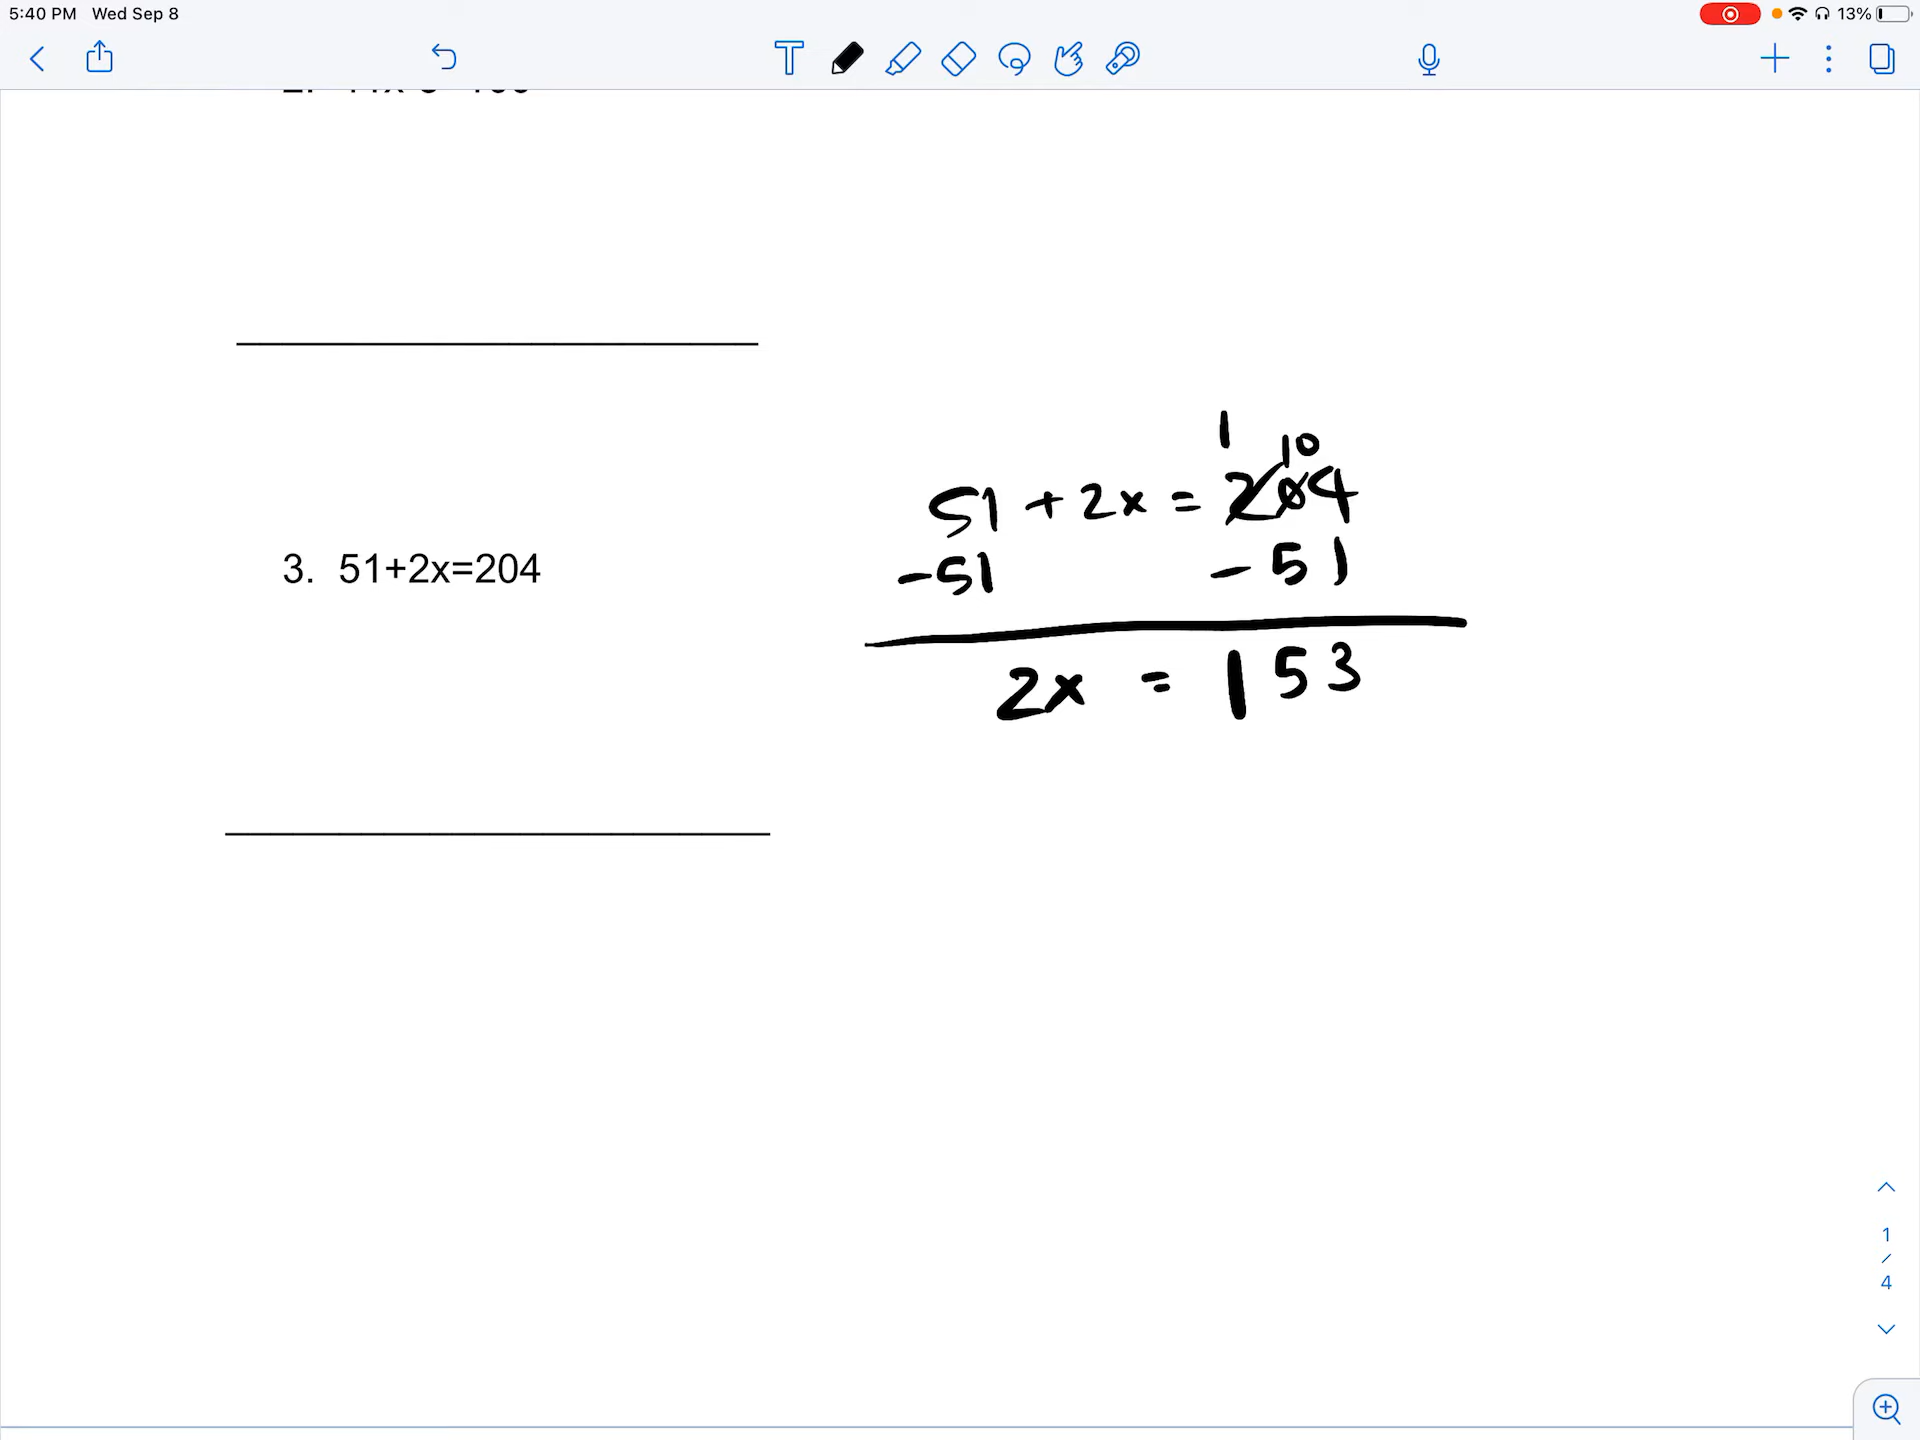 5:40 PM Wed Sep 8
13%
3. 51+2x=204
1
10
51 + 2x = 204
-51 - 51
2x = 153
1
/
4